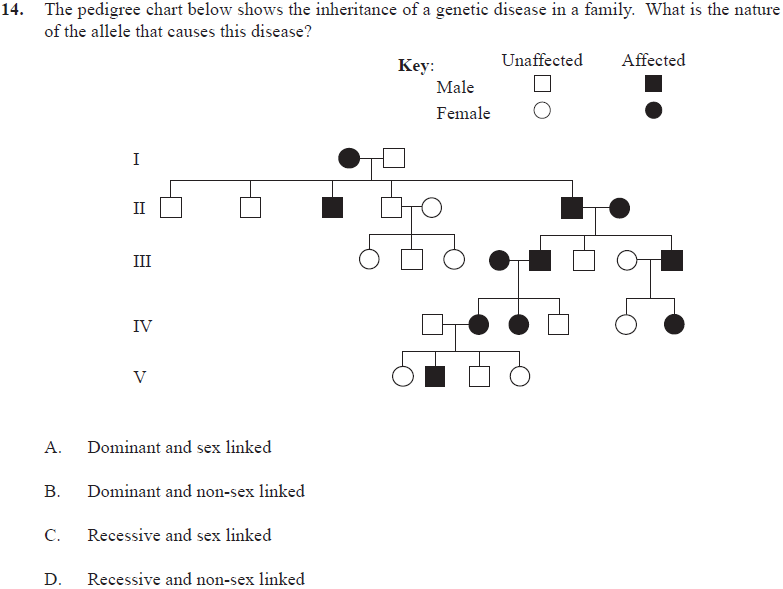 14. The pedigree chart below shows the inheritance of a genetic disease in a family. What is the nature
of the allele that causes this disease?
Key: Unaffected Affected
Male
Female
I
II
III
IV
V
A. Dominant and sex linked
B. Dominant and non-sex linked
C. Recessive and sex linked
D. Recessive and non-sex linked